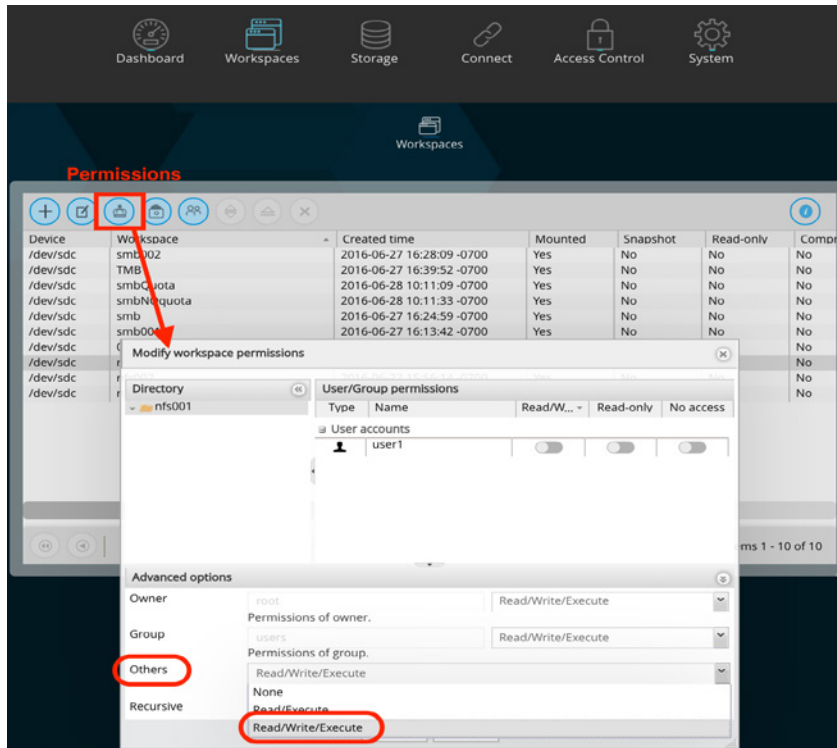 Dashboard Workspaces Storage Connect Access Control System
Workspaces
Permissions
Device Workspace Created time Mounted Snapshot Read-only Compr
/dev/sdc smb002 2016-06-27 16:28:09 -0700 Yes No No No
/dev/sdc TMB 2016-06-27 16:39:52 -0700 Yes No No No
/dev/sdc smbQuota 2016-06-28 10:11:09 -0700 Yes No No No
/dev/sdc smbNOquota 2016-06-28 10:11:33 -0700 Yes No No No
/dev/sdc smb 2016-06-27 16:24:59 -0700 Yes No No No
/dev/sdc 2016-06-27 16:13:42 -0700 Yes No No No
/dev/sdc No
/dev/sdc No
/dev/sdc No
/dev/sdc No
Modify workspace permissions
Directory User/Group permissions
nfs001 Type Name Read/W... Read-only No access
User accounts
user1
ms 1 - 10 of 10
Advanced options
Owner root Read/Write/Execute
Permissions of owner.
Group users Read/Write/Execute
Permissions of group.
Others Read/Write/Execute
None
Recursive Read/Execute
Read/Write/Execute